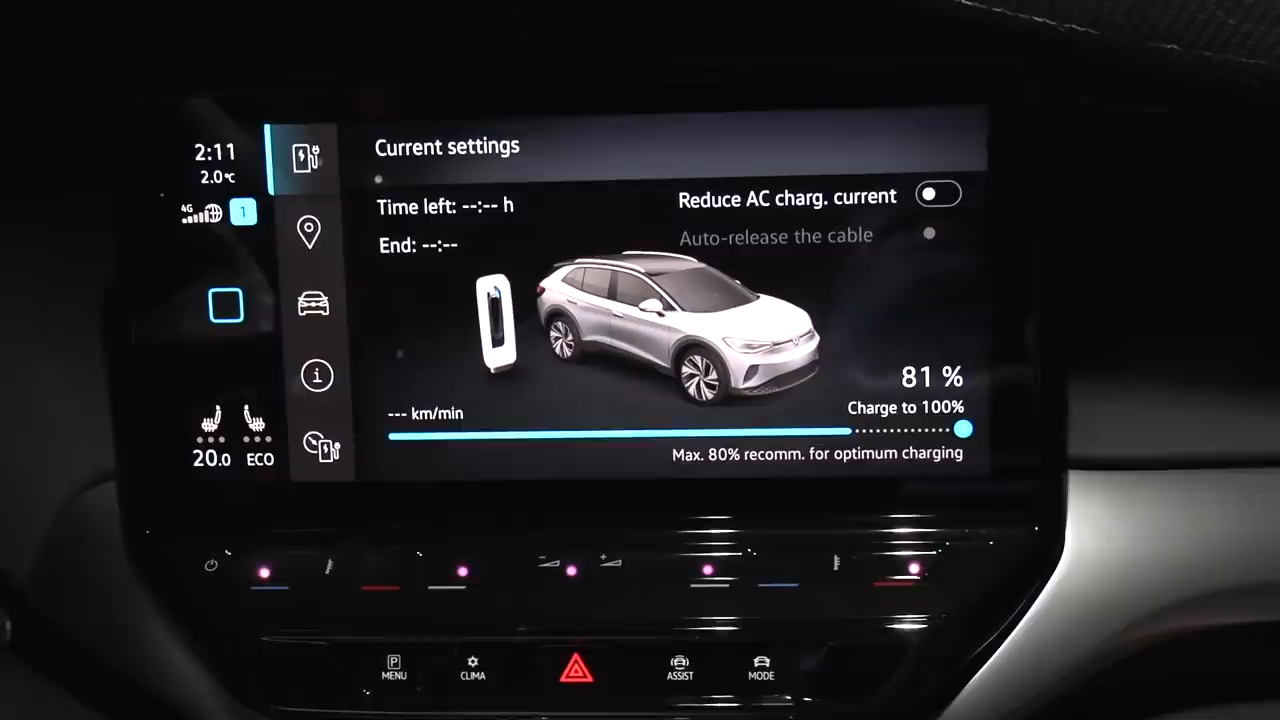 2:11
2.0°C
4G
1
Current settings
Time left: --:-- h
End: --:--
Reduce AC charg. current
Auto-release the cable
81 %
Charge to 100%
--- km/min
Max. 80% recomm. for optimum charging
20.0 ECO
P
MENU
CLIMA
ASSIST
MODE